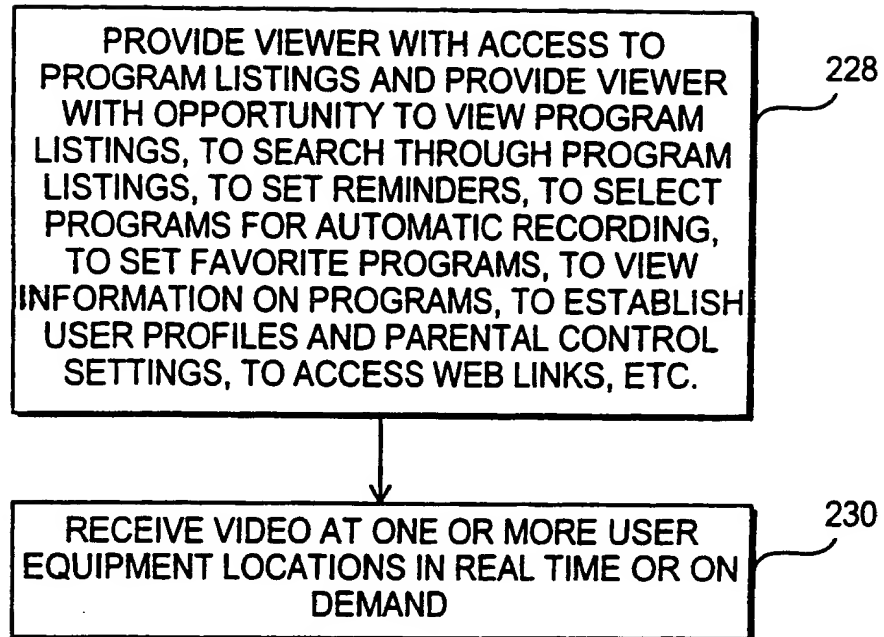 PROVIDE VIEWER WITH ACCESS TO
PROGRAM LISTINGS AND PROVIDE VIEWER
WITH OPPORTUNITY TO VIEW PROGRAM
LISTINGS, TO SEARCH THROUGH PROGRAM
LISTINGS, TO SET REMINDERS, TO SELECT
PROGRAMS FOR AUTOMATIC RECORDING,
TO SET FAVORITE PROGRAMS, TO VIEW
INFORMATION ON PROGRAMS, TO ESTABLISH
USER PROFILES AND PARENTAL CONTROL
SETTINGS, TO ACCESS WEB LINKS, ETC.
228
RECEIVE VIDEO AT ONE OR MORE USER
EQUIPMENT LOCATIONS IN REAL TIME OR ON
DEMAND
230